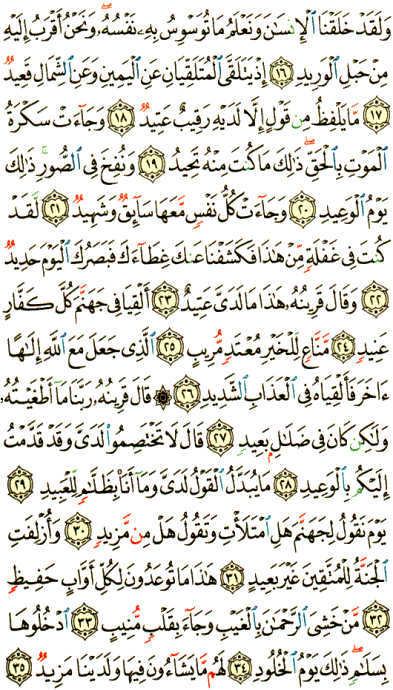 وَلَقَدْ خَلَقْنَا ٱلْإِنسَٰنَ وَنَعْلَمُ مَا تُوَسْوِسُ بِهِۦ نَفْسُهُۥ ۖ وَنَحْنُ أَقْرَبُ إِلَيْهِ
مِنْ حَبْلِ ٱلْوَرِيدِ ١٦ إِذْ يَتَلَقَّى ٱلْمُتَلَقِّيَانِ عَنِ ٱلْيَمِينِ وَعَنِ ٱلشِّمَالِ قَعِيدٌ
١٧ مَّا يَلْفِظُ مِن قَوْلٍ إِلَّا لَدَيْهِ رَقِيبٌ عَتِيدٌ ١٨ وَجَآءَتْ سَكْرَةُ
ٱلْمَوْتِ بِٱلْحَقِّ ۖ ذَٰلِكَ مَا كُنتَ مِنْهُ تَحِيدُ ١٩ وَنُفِخَ فِى ٱلصُّورِ ۚ ذَٰلِكَ
يَوْمُ ٱلْوَعِيدِ ٢٠ وَجَآءَتْ كُلُّ نَفْسٍ مَّعَهَا سَآئِقٌ وَشَهِيدٌ ٢١ لَّقَدْ
كُنتَ فِى غَفْلَةٍ مِّنْ هَٰذَا فَكَشَفْنَا عَنكَ غِطَآءَكَ فَبَصَرُكَ ٱلْيَوْمَ حَدِيدٌ
٢٢ وَقَالَ قَرِينُهُۥ هَٰذَا مَا لَدَىَّ عَتِيدٌ ٢٣ أَلْقِيَا فِى جَهَنَّمَ كُلَّ كَفَّارٍ
عَنِيدٍ ٢٤ مَّنَّاعٍ لِّلْخَيْرِ مُعْتَدٍ مُّرِيبٍ ٢٥ ٱلَّذِى جَعَلَ مَعَ ٱللَّهِ إِلَٰهًا
ءَاخَرَ فَأَلْقِيَاهُ فِى ٱلْعَذَابِ ٱلشَّدِيدِ ٢٦ ۞ قَالَ قَرِينُهُۥ رَبَّنَا مَآ أَطْغَيْتُهُۥ
وَلَٰكِن كَانَ فِى ضَلَٰلٍۭ بَعِيدٍ ٢٧ قَالَ لَا تَخْتَصِمُوا۟ لَدَىَّ وَقَدْ قَدَّمْتُ
إِلَيْكُم بِٱلْوَعِيدِ ٢٨ مَا يُبَدَّلُ ٱلْقَوْلُ لَدَىَّ وَمَآ أَنَا۠ بِظَلَّٰمٍ لِّلْعَبِيدِ ٢٩
يَوْمَ نَقُولُ لِجَهَنَّمَ هَلِ ٱمْتَلَأْتِ وَتَقُولُ هَلْ مِن مَّزِيدٍ ٣٠ وَأُزْلِفَتِ
ٱلْجَنَّةُ لِلْمُتَّقِينَ غَيْرَ بَعِيدٍ ٣١ هَٰذَا مَا تُوعَدُونَ لِكُلِّ أَوَّابٍ حَفِيظٍ
٣٢ مَّنْ خَشِىَ ٱلرَّحْمَٰنَ بِٱلْغَيْبِ وَجَآءَ بِقَلْبٍ مُّنِيبٍ ٣٣ ٱدْخُلُوهَا
بِسَلَٰمٍ ۖ ذَٰلِكَ يَوْمُ ٱلْخُلُودِ ٣٤ لَهُم مَّا يَشَآءُونَ فِيهَا وَلَدَيْنَا مَزِيدٌ ٣٥